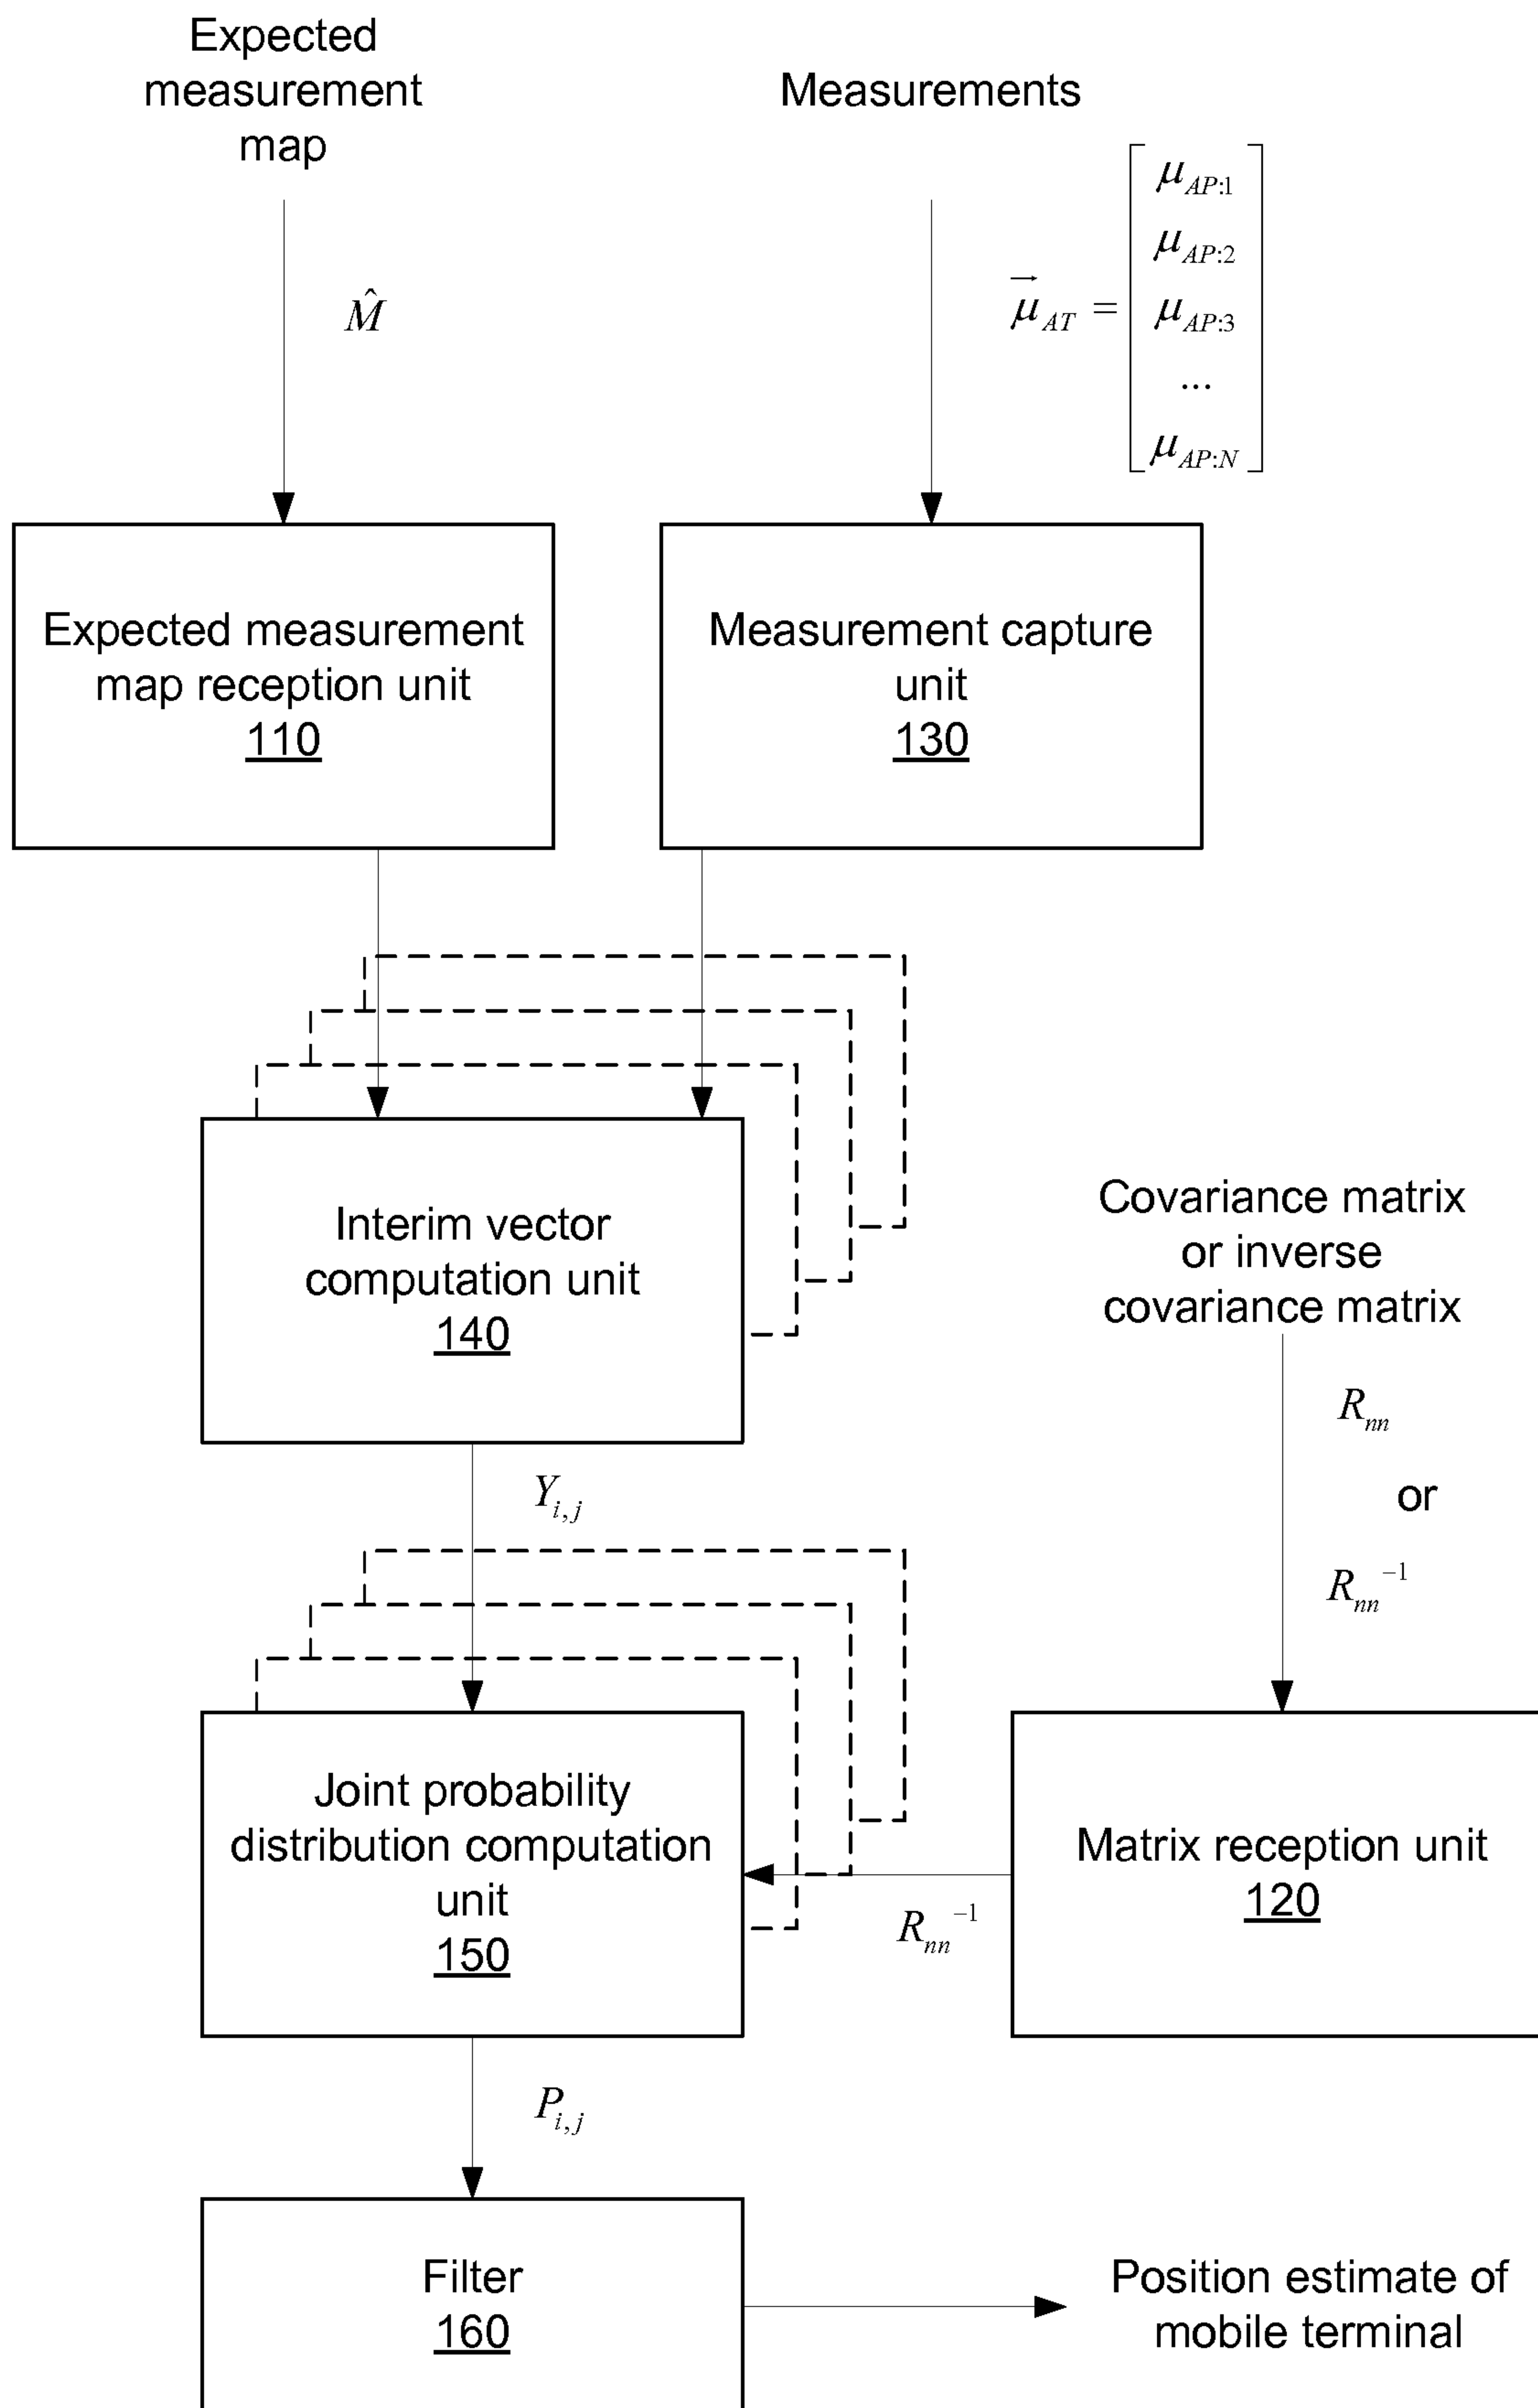 Expected
measurement
map
Measurements
M̂
μ⃗_AT = [ μ_AP:1
μ_AP:2
μ_AP:3
...
μ_AP:N ]
Expected measurement
map reception unit
110
Measurement capture
unit
130
Interim vector
computation unit
140
Covariance matrix
or inverse
covariance matrix
R_nn
or
R_nn⁻¹
Y_i,j
Joint probability
distribution computation
unit
150
R_nn⁻¹
Matrix reception unit
120
P_i,j
Filter
160
Position estimate of
mobile terminal